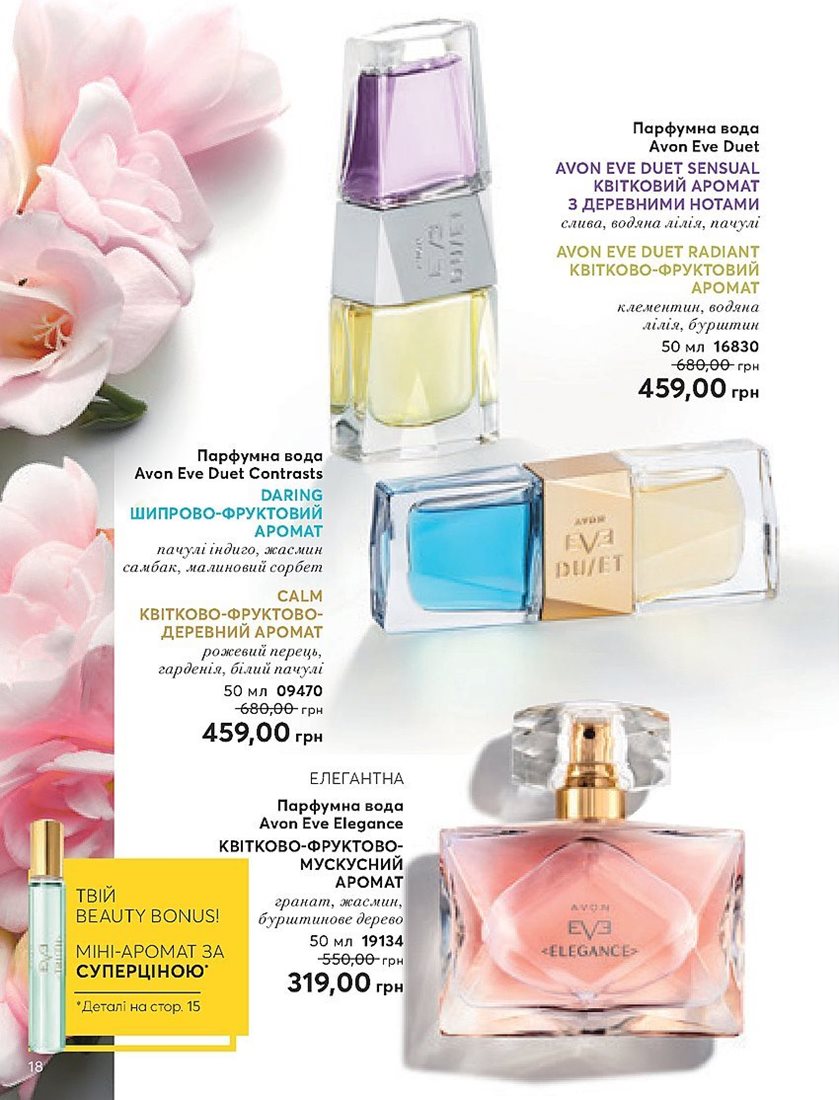 Парфумна вода
Avon Eve Duet
AVON EVE DUET SENSUAL
КВІТКОВИЙ АРОМАТ
З ДЕРЕВНИМИ НОТАМИ
слива, водяна лілія, пачулі
AVON EVE DUET RADIANT
КВІТКОВО-ФРУКТОВИЙ
АРОМАТ
клементин, водяна
лілія, бурштин
50 мл 16830
680,00 грн
459,00 грн
AVON
EVE
DU/ET
Парфумна вода
Avon Eve Duet Contrasts
DARING
ШИПРОВО-ФРУКТОВИЙ
АРОМАТ
пачулі індиго, жасмин
самбак, малиновий сорбет
CALM
КВІТКОВО-ФРУКТОВО-
ДЕРЕВНИЙ АРОМАТ
рожевий перець,
гарденія, білий пачулі
50 мл 09470
680,00 грн
459,00 грн
AVON
EVE
DU/ET
ЕЛЕГАНТНА
Парфумна вода
Avon Eve Elegance
КВІТКОВО-ФРУКТОВО-
МУСКУСНИЙ
АРОМАТ
гранат, жасмин,
бурштинове дерево
50 мл 19134
550,00 грн
319,00 грн
AVON
EVE
<ELEGANCE>
ТВІЙ
BEAUTY BONUS!
МІНІ-АРОМАТ ЗА
СУПЕРЦІНОЮ*
*Деталі на стор. 15
EVE
18